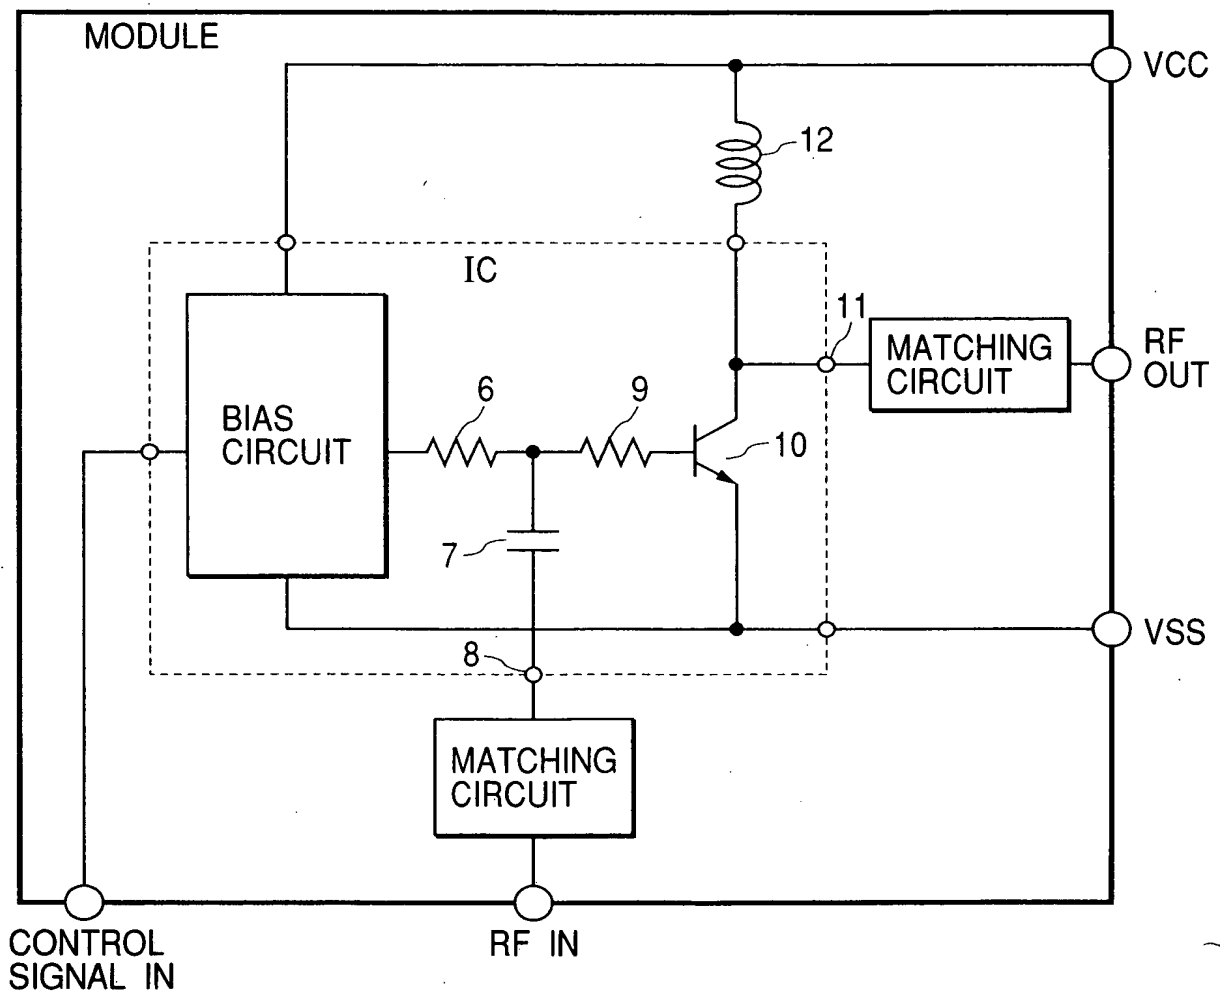 MODULE
VCC
12
IC
11
MATCHING
CIRCUIT
RF
OUT
6
9
BIAS
CIRCUIT
10
7
8
VSS
MATCHING
CIRCUIT
CONTROL
SIGNAL IN
RF IN